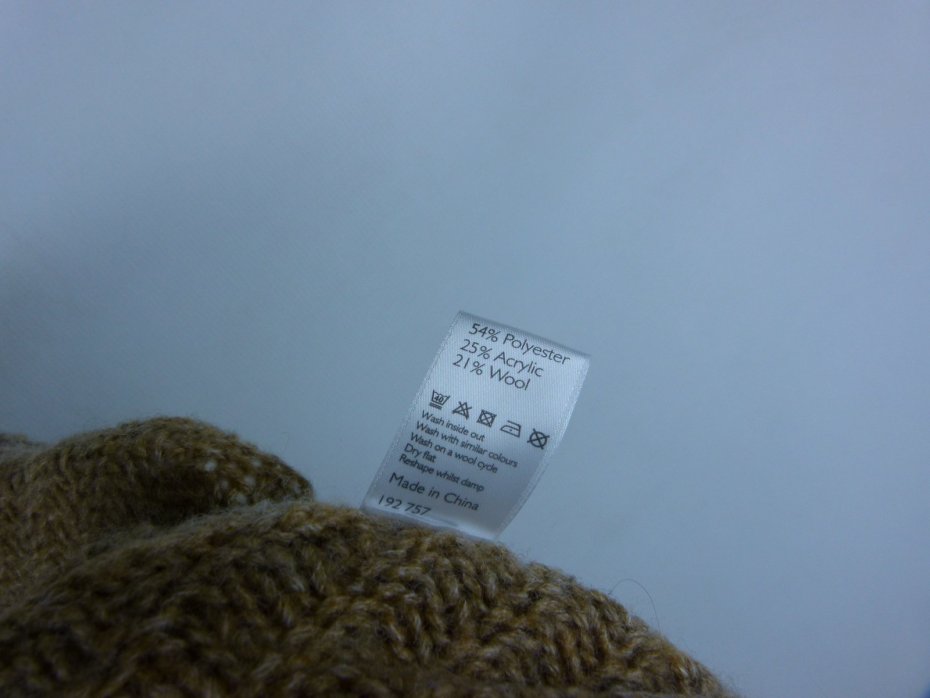 54% Polyester
25% Acrylic
21% Wool
40
Wash inside out
Wash with similar colours
Wash on a wool cycle
Dry flat
Reshape whilst damp
Made in China
192 757